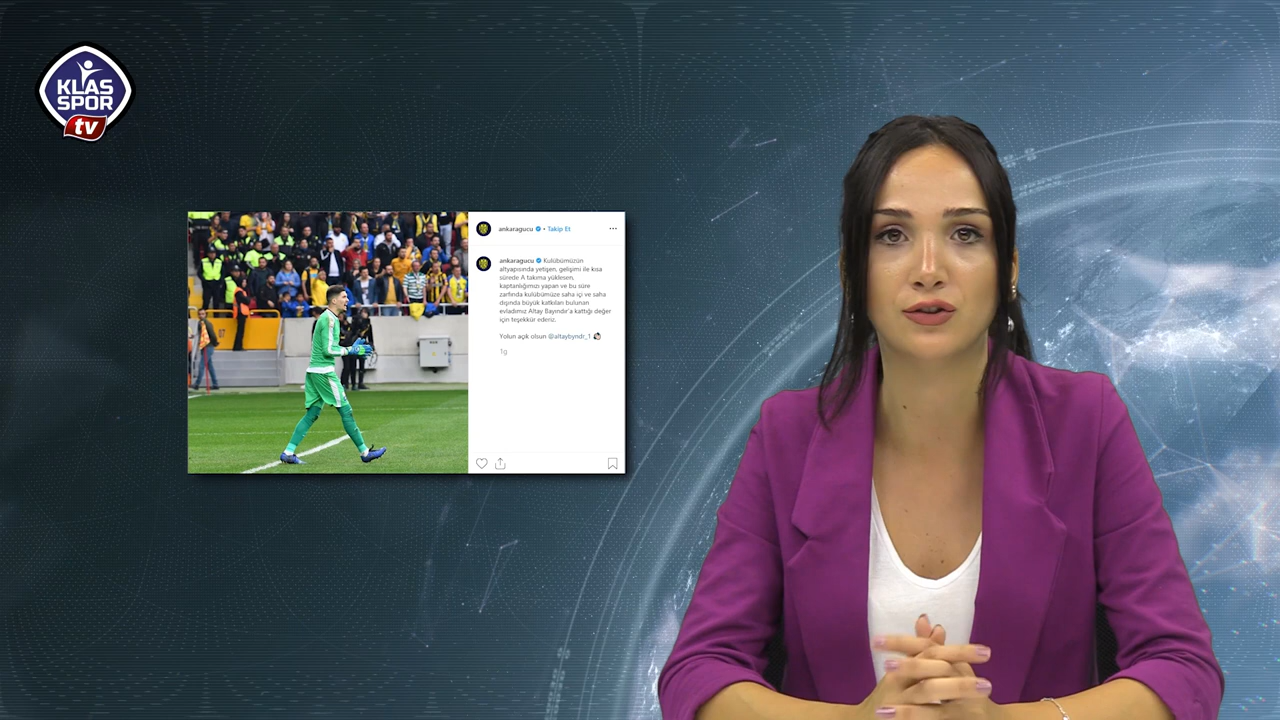 KLAS
SPOR
tv
ankaragucu • Takip Et
ankaragucu Kulübümüzün
altyapısında yetişen, gelişimi ile kısa
sürede A takıma yüklesen,
kaptanlığımızı yapan ve bu süre
zarfında kulübümüze saha içi ve saha
dışında büyük katkıları bulunan
evladımız Altay Bayındır'a kattığı değer
için teşekkür ederiz.
Yolun açık olsun @altaybyndr_1
1g